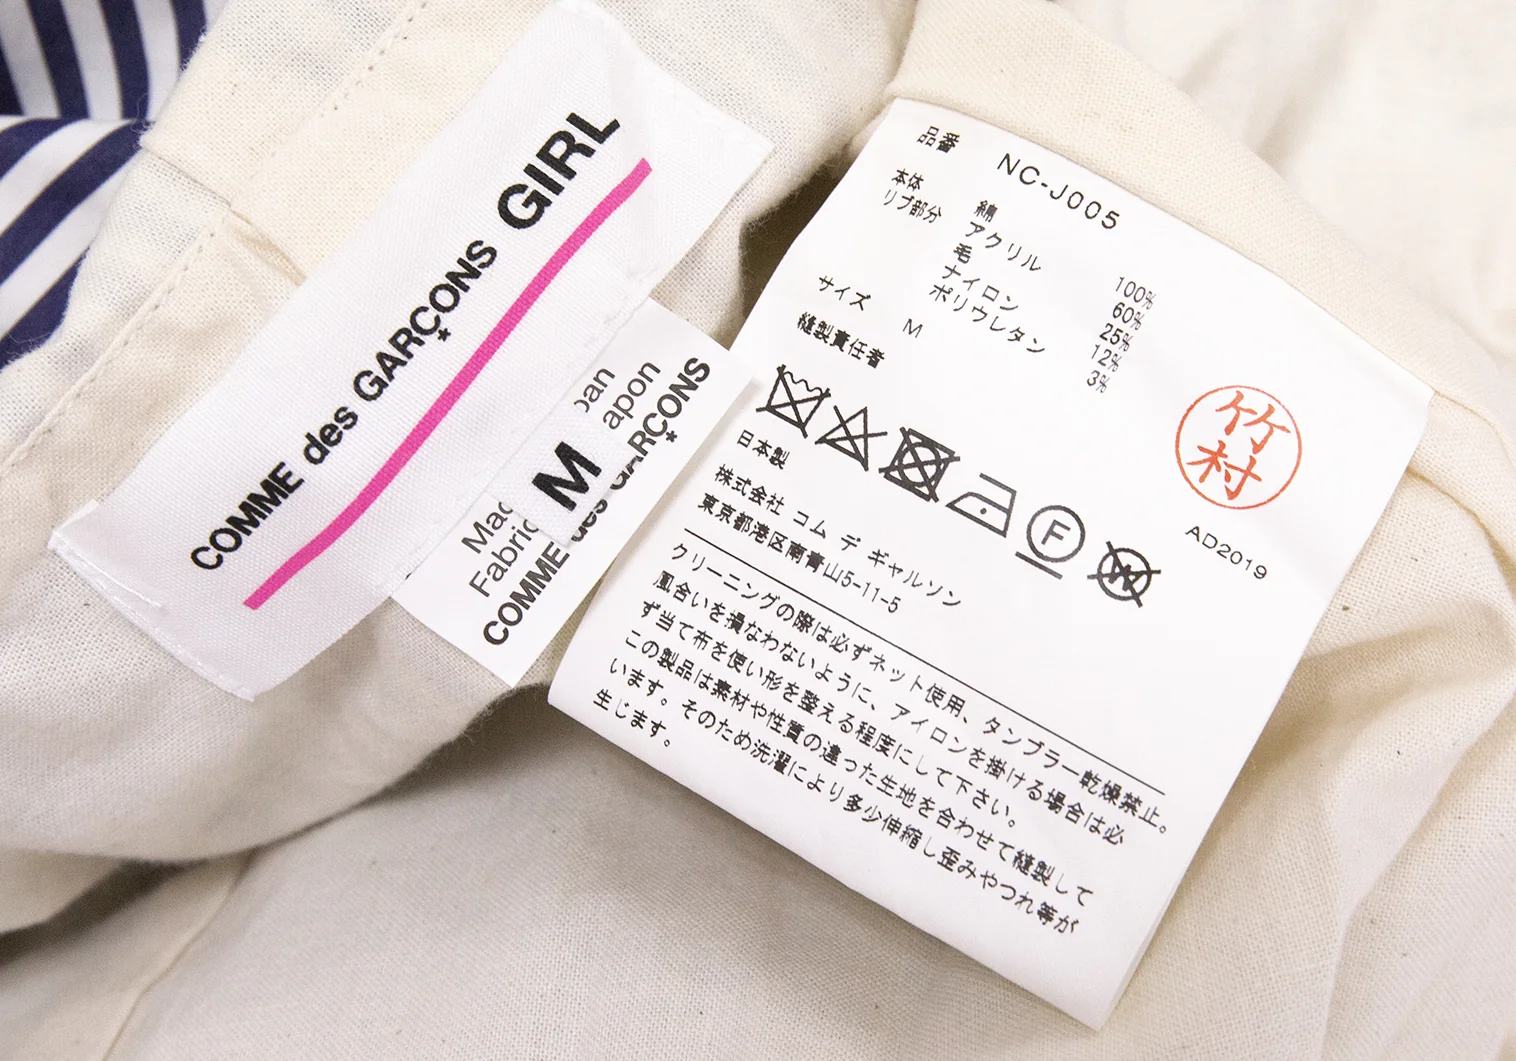 COMME des GARÇONS GIRL
M
Fabric
apon
COMME des GARÇONS
品番 NC-J005
本体 綿 100%
リブ部分 アクリル 60%
毛 25%
ナイロン 12%
ポリウレタン 3%
サイズ M
縫製責任者
竹村
F
W
AD2019
日本製
株式会社 コム デ ギャルソン
東京都港区南青山5-11-5
クリーニングの際は必ずネット使用、タンブラー乾燥禁止。
風合いを損なわないように、アイロンを掛ける場合は必
ず当て布を使い形を整える程度にして下さい。
この製品は素材や性質の違った生地を合わせて縫製して
います。そのため洗濯により多少伸縮し歪みやつれ等が
生じます。